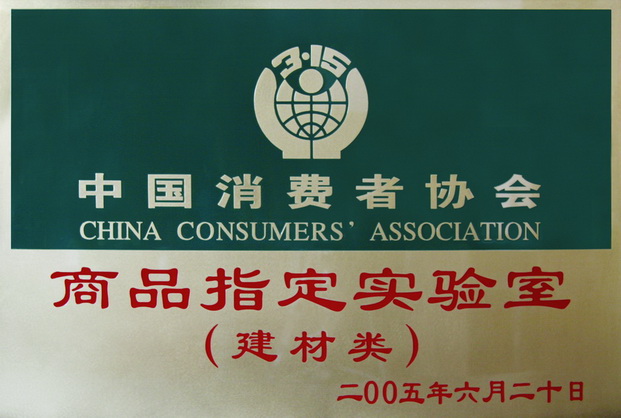 3·15
中国消费者协会
CHINA CONSUMERS' ASSOCIATION
商品指定实验室
(建材类)
二00五年六月二十日